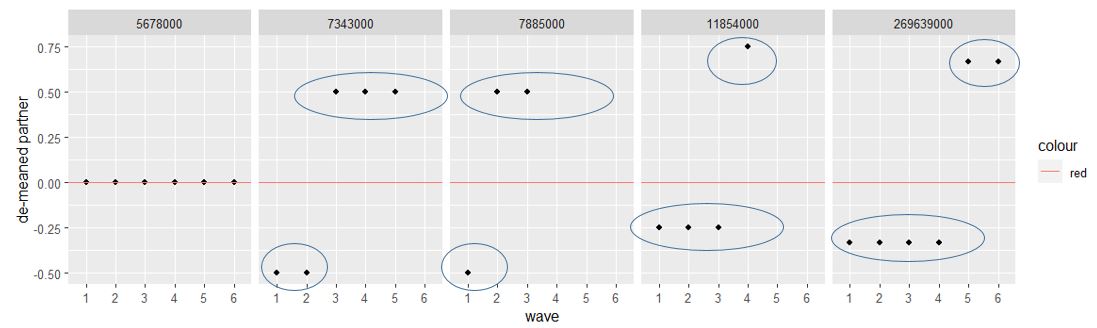 5678000 7343000 7885000 11854000 269639000
0.75
0.50
0.25
0.00
-0.25
-0.50
de-meaned partner
1 2 3 4 5 6 1 2 3 4 5 6 1 2 3 4 5 6 1 2 3 4 5 6 1 2 3 4 5 6
wave
colour
red